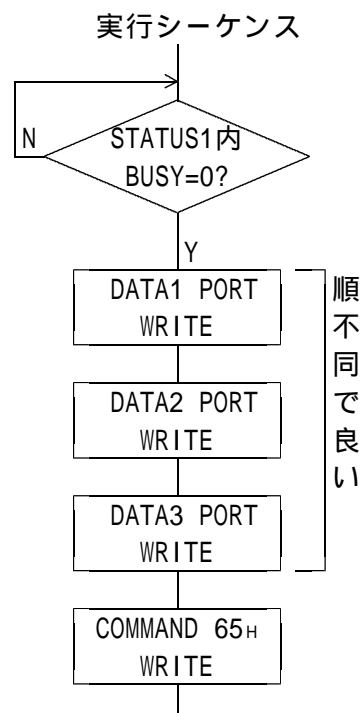 実行シーケンス
N
STATUS1内
BUSY=0?
Y
DATA1 PORT
WRITE
DATA2 PORT
WRITE
DATA3 PORT
WRITE
順不同で良い
COMMAND 65H
WRITE